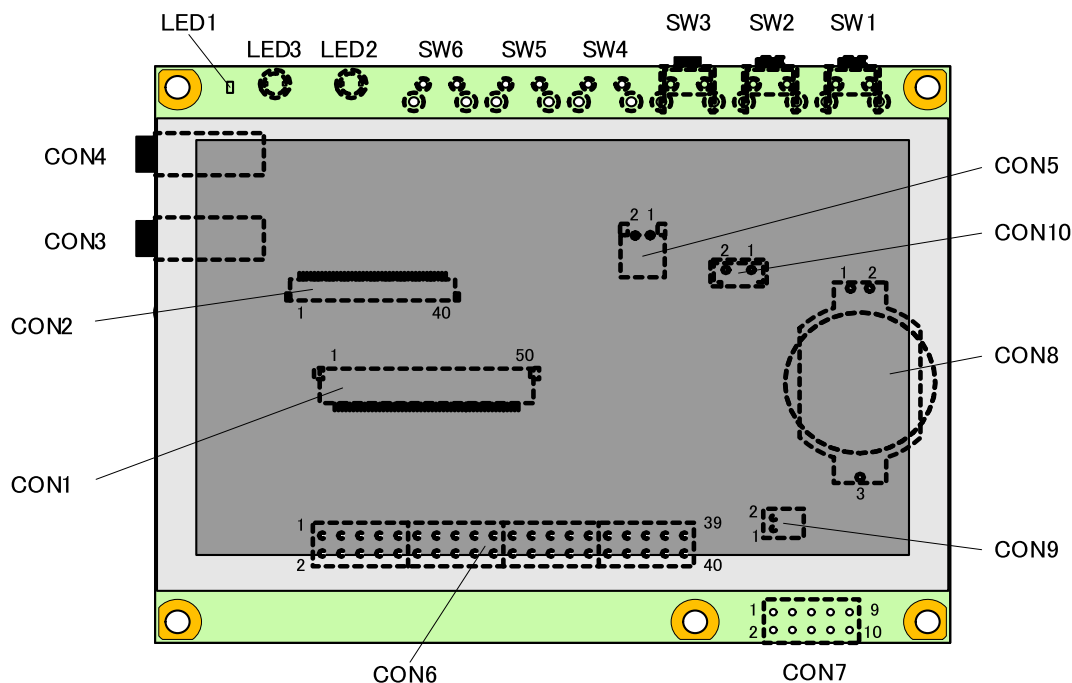 LED1
LED3
LED2
SW6
SW5
SW4
SW3
SW2
SW1
CON4
CON5
2 1
CON3
CON10
2 1
1 2
CON2
1 40
1 50
CON8
CON1
3
1 39
2
1
CON9
2 40
1 9
2 10
CON6
CON7